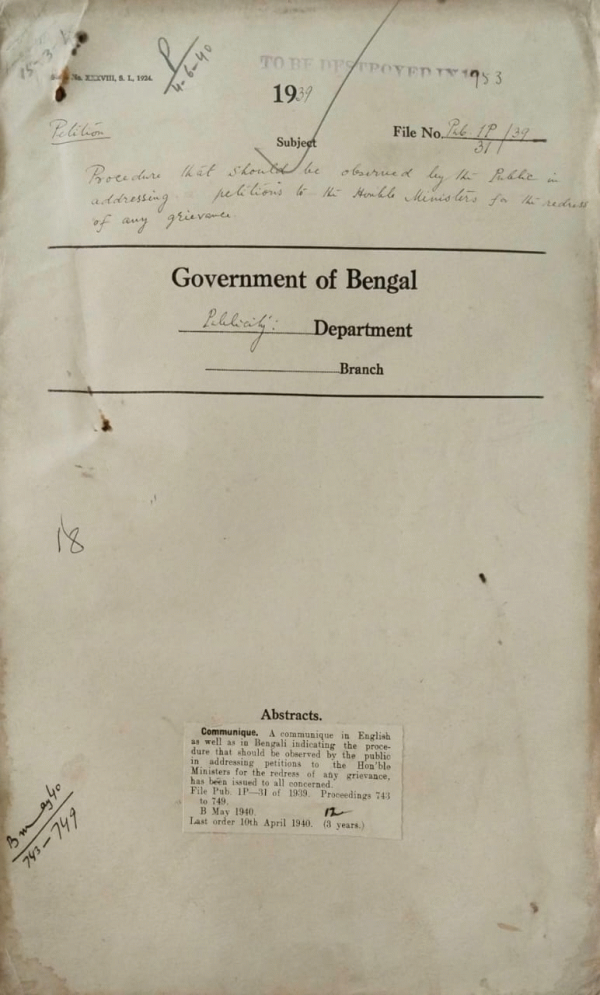 15-3
P
4-6-40
No. XXXVIII, S. I., 1924.
TO BE DESTROYED IN 1953
1939
Petition
Subject
File No. Pub. 1P/39
31
Procedure that should be observed by the Public in
addressing petitions to the Hon'ble Ministers for the redress
of any grievance.
Government of Bengal
Publicity: Department
Branch
18
Abstracts.
Communique. A communique in English
as well as in Bengali indicating the proce-
dure that should be observed by the public
in addressing petitions to the Hon'ble
Ministers for the redress of any grievance,
has been issued to all concerned.
File Pub. 1P—31 of 1939. Proceedings 743
to 749.
B May 1940.
Last order 10th April 1940. (3 years.)
B May 40
743-749